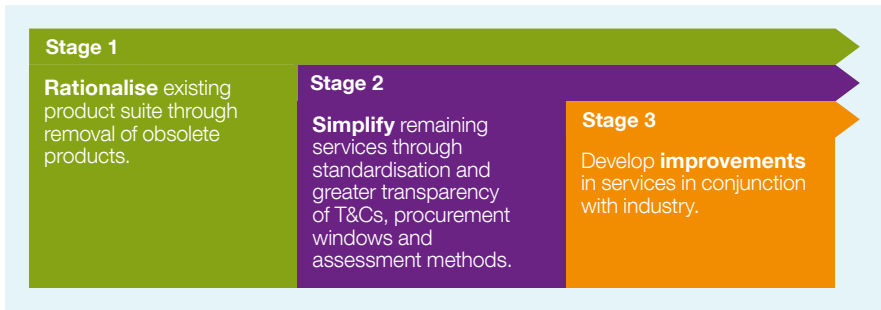 Stage 1
Rationalise existing
product suite through
removal of obsolete
products.
Stage 2
Simplify remaining
services through
standardisation and
greater transparency
of T&Cs, procurement
windows and
assessment methods.
Stage 3
Develop improvements
in services in conjunction
with industry.